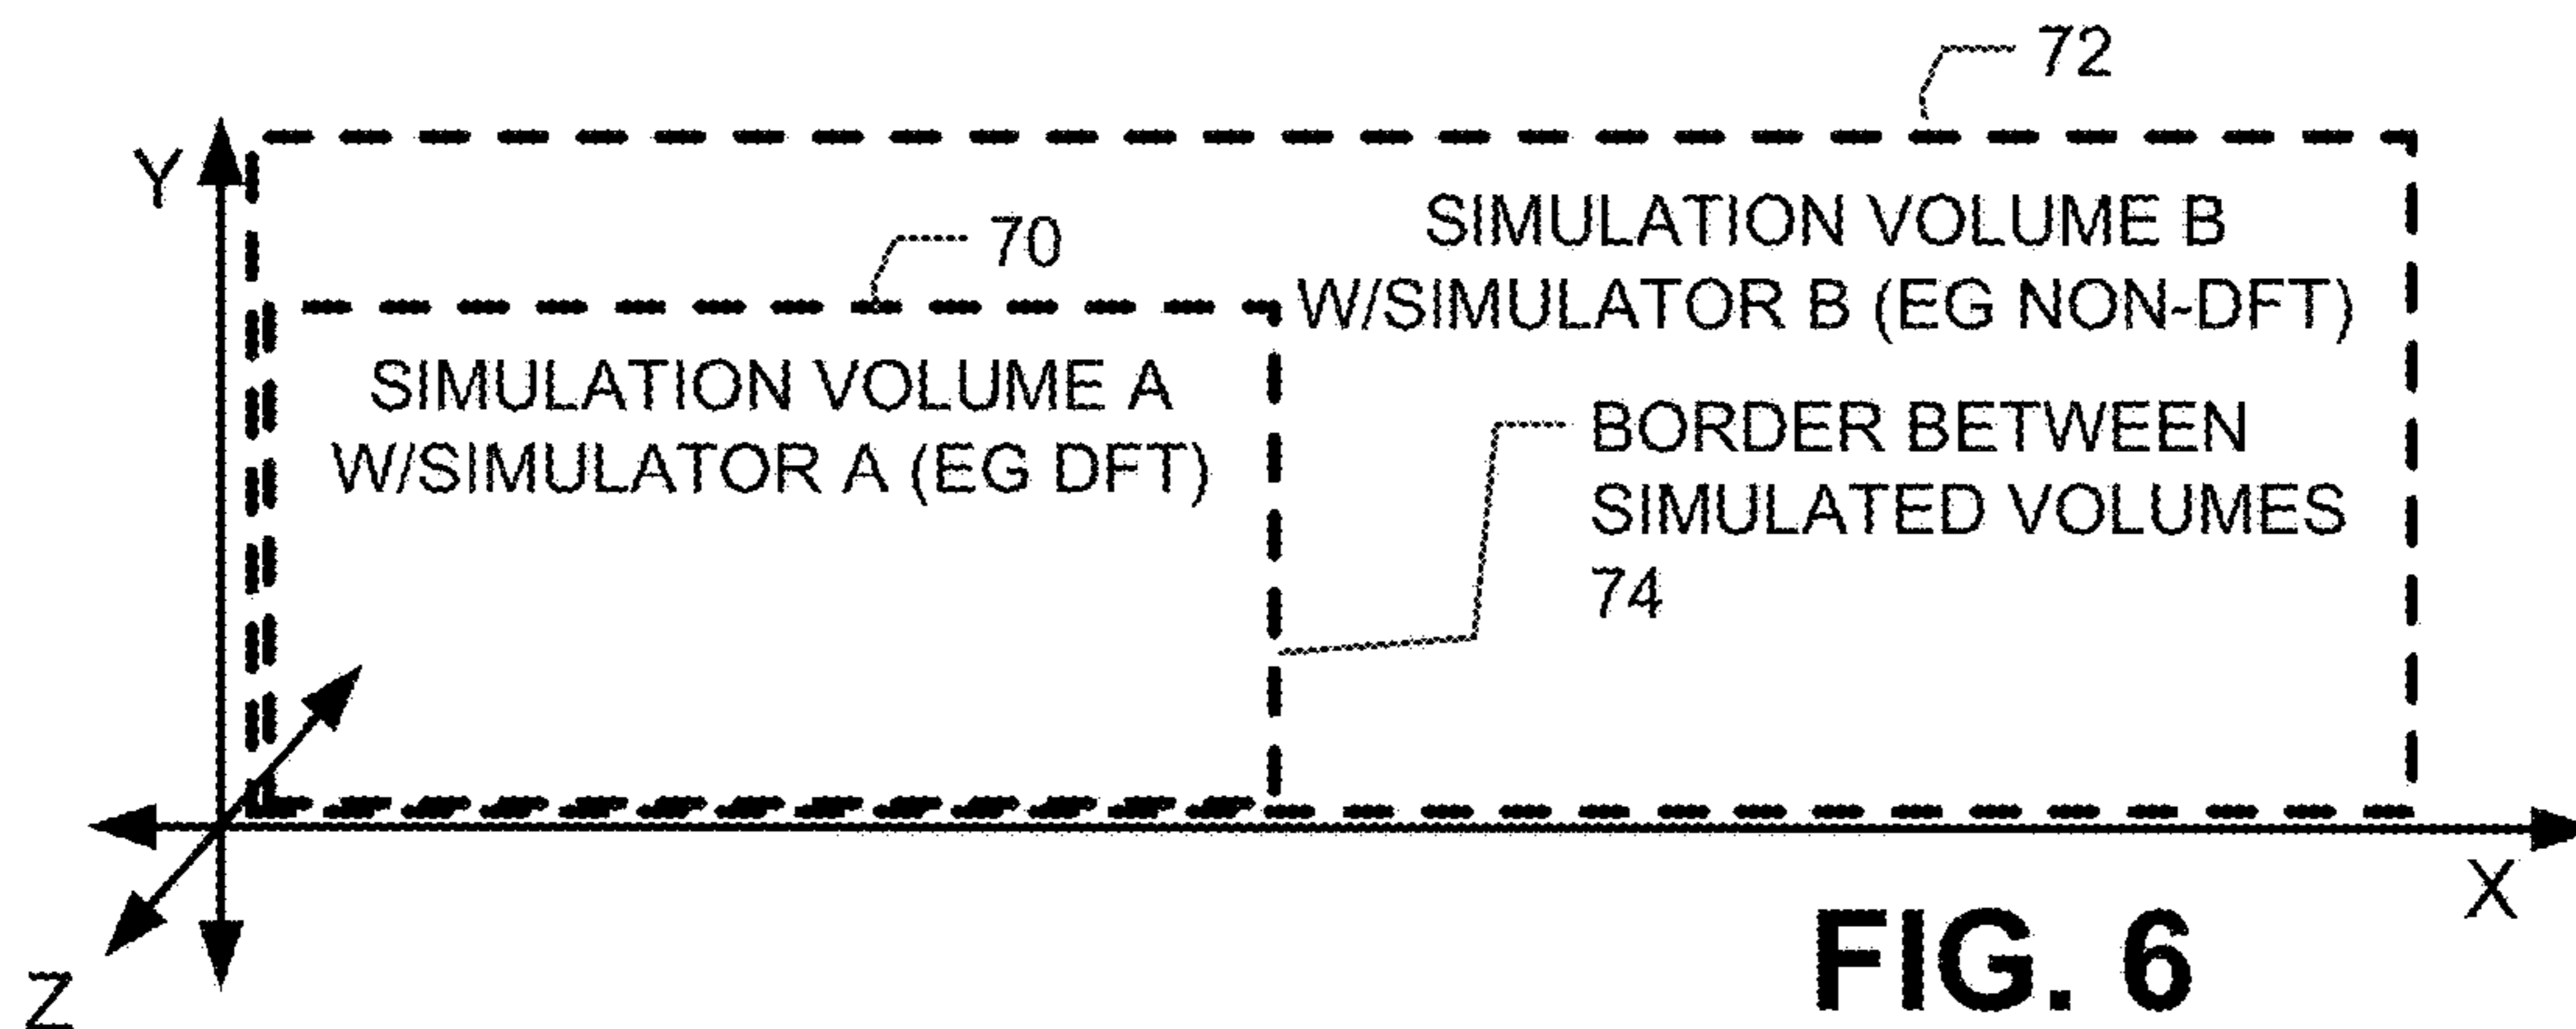 72
Y
70
SIMULATION VOLUME B
W/SIMULATOR B (EG NON-DFT)
SIMULATION VOLUME A
W/SIMULATOR A (EG DFT)
BORDER BETWEEN
SIMULATED VOLUMES
74
X
Z
FIG. 6